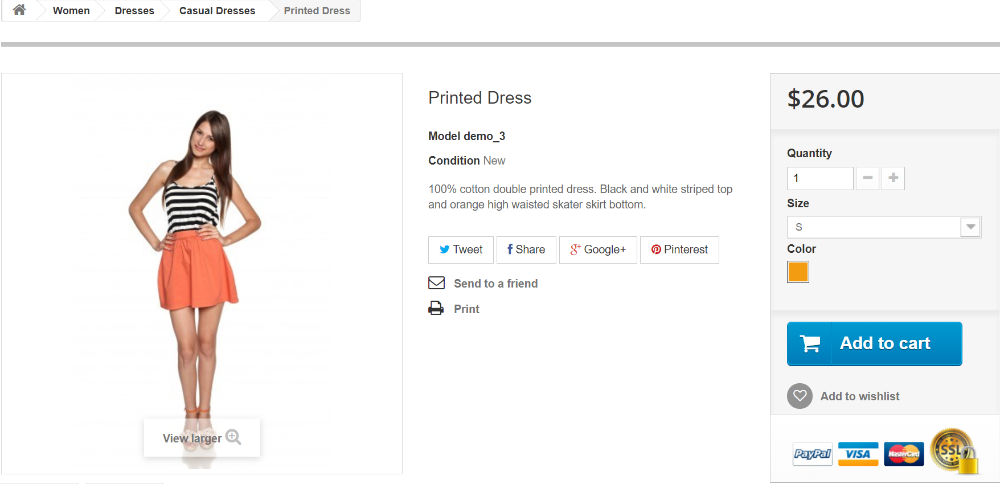 Women Dresses Casual Dresses Printed Dress
View larger
Printed Dress
Model demo_3
Condition New
100% cotton double printed dress. Black and white striped top
and orange high waisted skater skirt bottom.
Tweet Share Google+ Pinterest
Send to a friend
Print
$26.00
Quantity
1
Size
S
Color
Add to cart
Add to wishlist
PayPal VISA MasterCard SSL